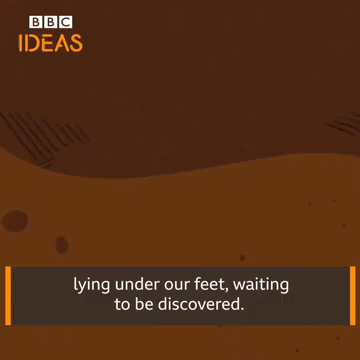 BBC
IDEAS
lying under our feet, waiting
to be discovered.